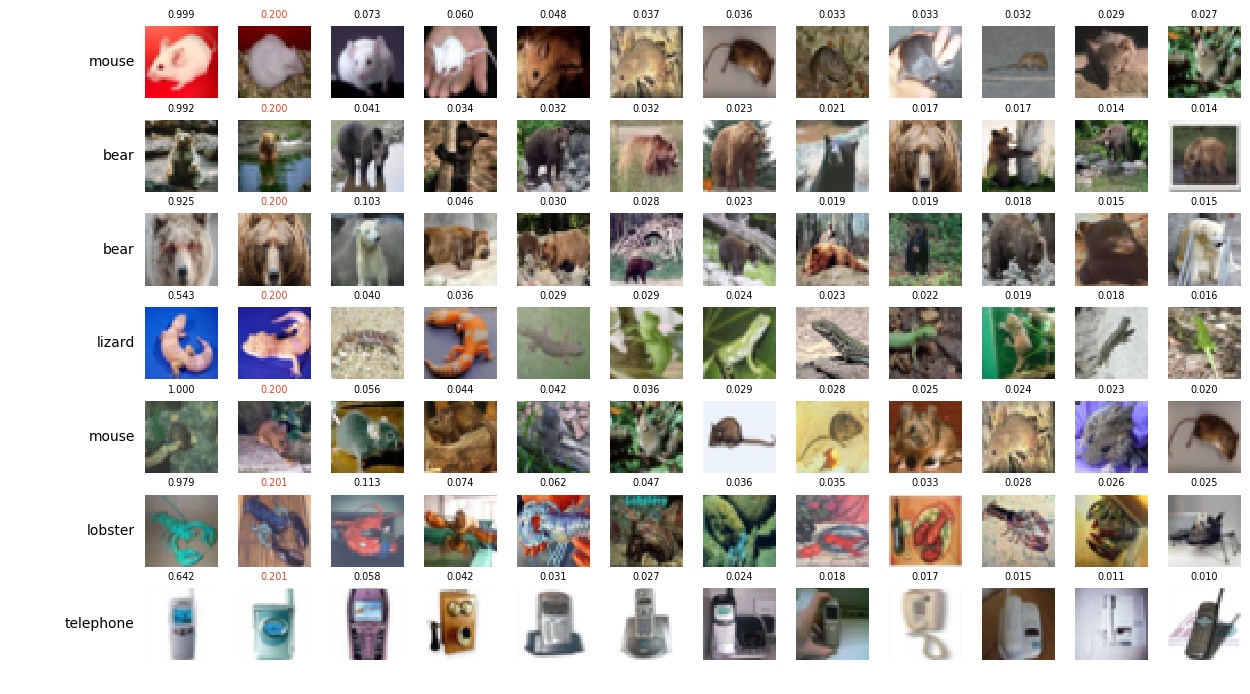 0.999 0.200 0.073 0.060 0.048 0.037 0.036 0.033 0.033 0.032 0.029 0.027
mouse
0.992 0.200 0.041 0.034 0.032 0.032 0.023 0.021 0.017 0.017 0.014 0.014
bear
0.925 0.200 0.103 0.046 0.030 0.028 0.023 0.019 0.019 0.018 0.015 0.015
bear
0.543 0.200 0.040 0.036 0.029 0.029 0.024 0.023 0.022 0.019 0.018 0.016
lizard
1.000 0.200 0.056 0.044 0.042 0.036 0.029 0.028 0.025 0.024 0.023 0.020
mouse
0.979 0.201 0.113 0.074 0.062 0.047 0.036 0.035 0.033 0.028 0.026 0.025
lobster
0.642 0.201 0.058 0.042 0.031 0.027 0.024 0.018 0.017 0.015 0.011 0.010
telephone